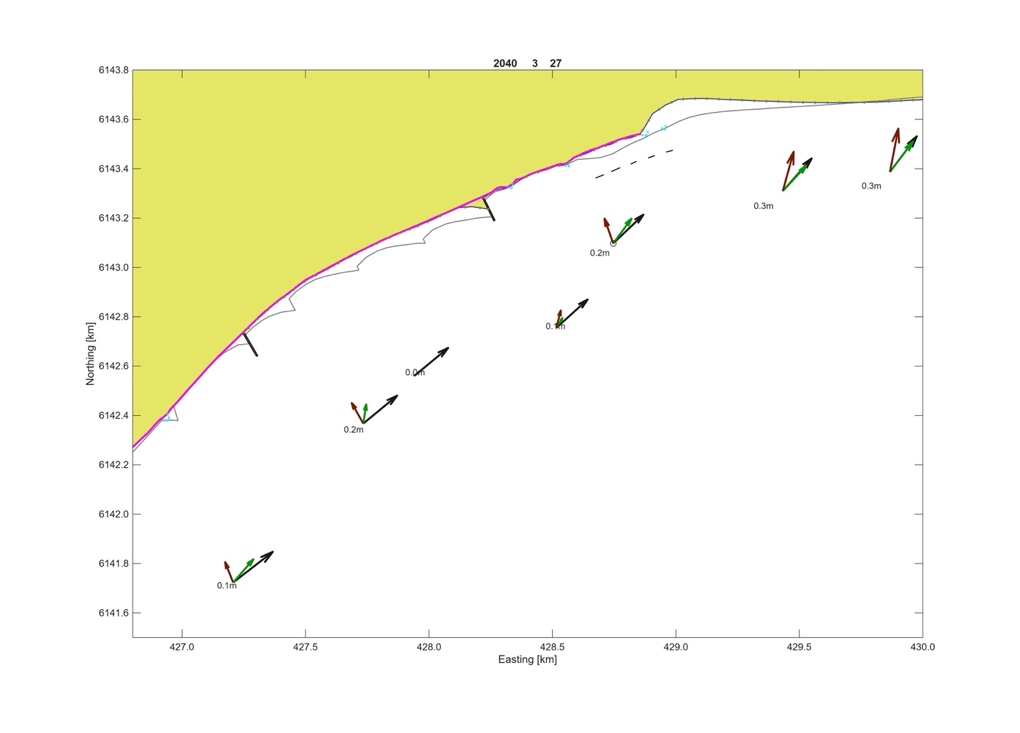 2040 3 27
6143.8
6143.6
6143.4
6143.2
6143.0
6142.8
6142.6
6142.4
6142.2
6142.0
6141.8
6141.6
Northing [km]
0.3m
0.3m
0.2m
0.1m
0.0m
0.2m
0.1m
427.0 427.5 428.0 428.5 429.0 429.5 430.0
Easting [km]